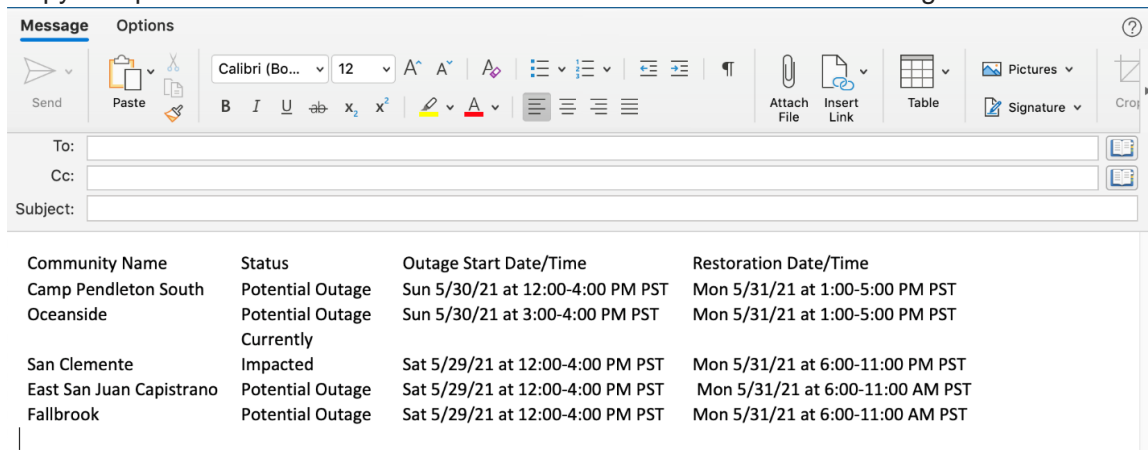 Message Options
Send
Paste
Calibri (Bo... 12 A^ A˅ A
B I U ab x₂ x² A
¶
Attach File
Insert Link
Table
Pictures
Signature
To:
Cc:
Subject:
Community Name Status Outage Start Date/Time Restoration Date/Time
Camp Pendleton South Potential Outage Sun 5/30/21 at 12:00-4:00 PM PST Mon 5/31/21 at 1:00-5:00 PM PST
Oceanside Potential Outage Sun 5/30/21 at 3:00-4:00 PM PST Mon 5/31/21 at 1:00-5:00 PM PST
Currently
San Clemente Impacted Sat 5/29/21 at 12:00-4:00 PM PST Mon 5/31/21 at 6:00-11:00 PM PST
East San Juan Capistrano Potential Outage Sat 5/29/21 at 12:00-4:00 PM PST Mon 5/31/21 at 6:00-11:00 AM PST
Fallbrook Potential Outage Sat 5/29/21 at 12:00-4:00 PM PST Mon 5/31/21 at 6:00-11:00 AM PST